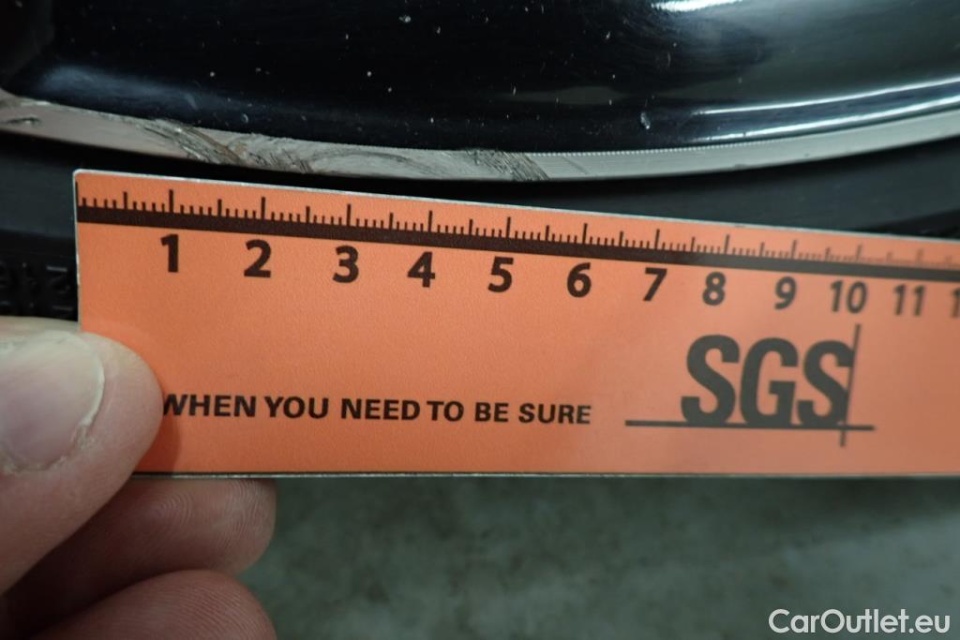 1 2 3 4 5 6 7 8 9 10 11
WHEN YOU NEED TO BE SURE
SGS
CarOutlet.eu